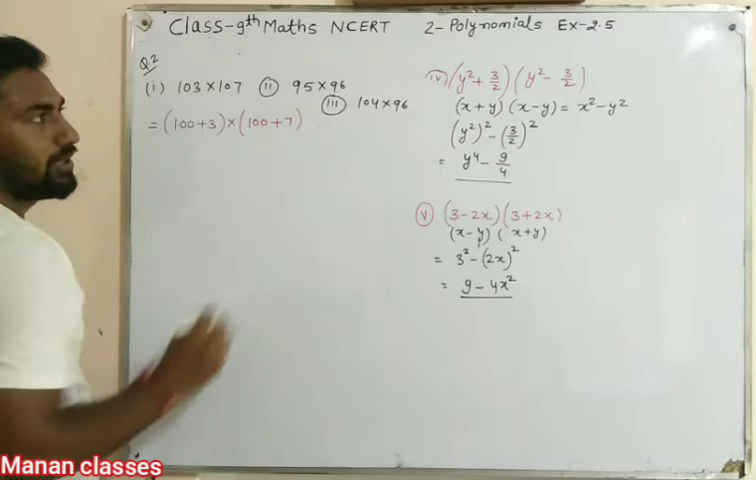 Class-9th Maths NCERT 2-Polynomials Ex-2.5
Q2
(i) 103×107 (ii) 95×96
(iii) 104×96
= (100+3)×(100+7)
iv) (y²+ 3/2)(y²- 3/2)
(x+y)(x-y) = x²-y²
(y²)²-(3/2)²
= y⁴- 9/4
(v) (3-2x)(3+2x)
(x-y)(x+y)
= 3²-(2x)²
= 9-4x²
Manan classes